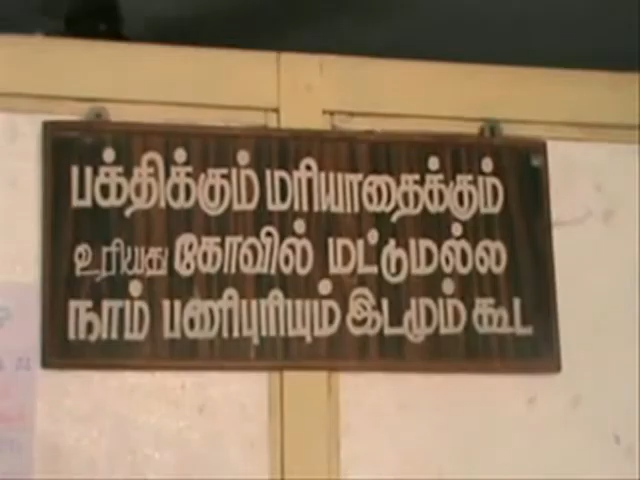 பக்திக்கும் மரியாதைக்கும்
உரியது கோவில் மட்டுமல்ல
நாம் பணிபுரியும் இடமும் கூட